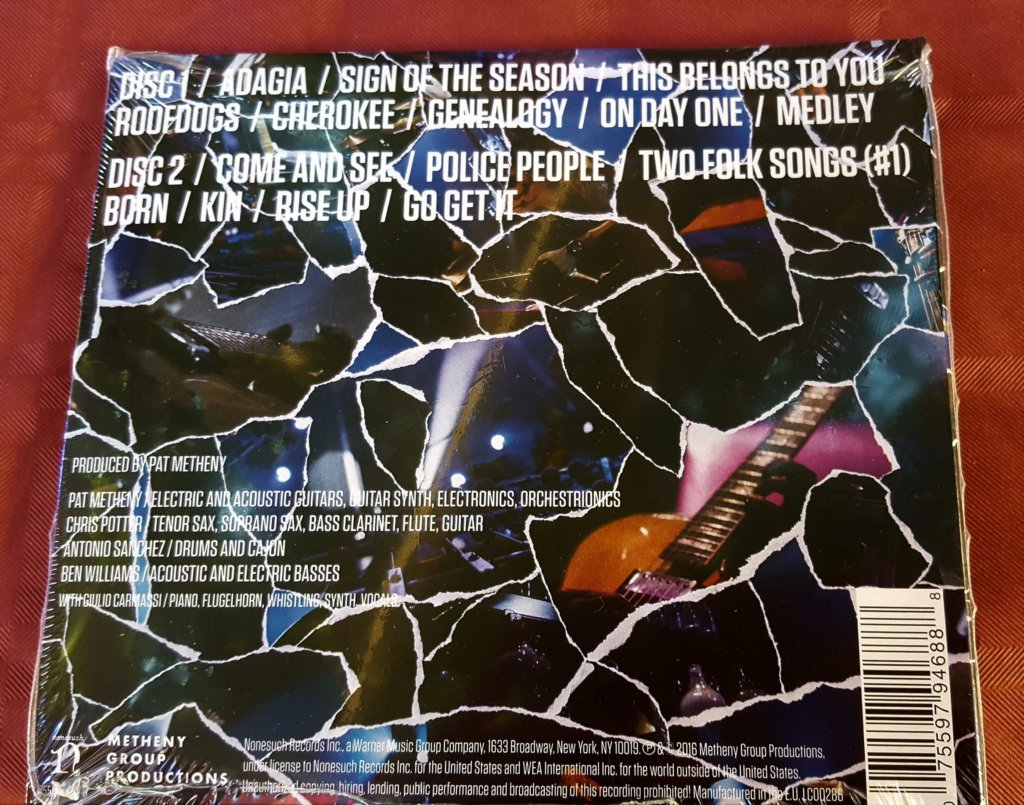 DISC 1 / ADAGIA / SIGN OF THE SEASON / THIS BELONGS TO YOU
ROOFDOGS / CHEROKEE / GENEALOGY / ON DAY ONE / MEDLEY
DISC 2 / COME AND SEE / POLICE PEOPLE / TWO FOLK SONGS (#1)
BORN / KIN / RISE UP / GO GET IT
PRODUCED BY PAT METHENY
PAT METHENY / ELECTRIC AND ACOUSTIC GUITARS, GUITAR SYNTH, ELECTRONICS, ORCHESTRIONICS
CHRIS POTTER / TENOR SAX, SOPRANO SAX, BASS CLARINET, FLUTE, GUITAR
ANTONIO SANCHEZ / DRUMS AND CAJON
BEN WILLIAMS / ACOUSTIC AND ELECTRIC BASSES
WITH GIULIO CARMASSI / PIANO, FLUGELHORN, WHISTLING, SYNTH, VOCALS
nonesuch
n
METHENY
GROUP
PRODUCTIONS
Nonesuch Records Inc., a Warner Music Group Company, 1633 Broadway, New York, NY 10019. ℗ & © 2016 Metheny Group Productions,
under license to Nonesuch Records Inc. for the United States and WEA International Inc. for the world outside of the United States.
Unauthorized copying, hiring, lending, public performance and broadcasting of this recording prohibited! Manufactured in the E.U. LC00286
75597 94688 8